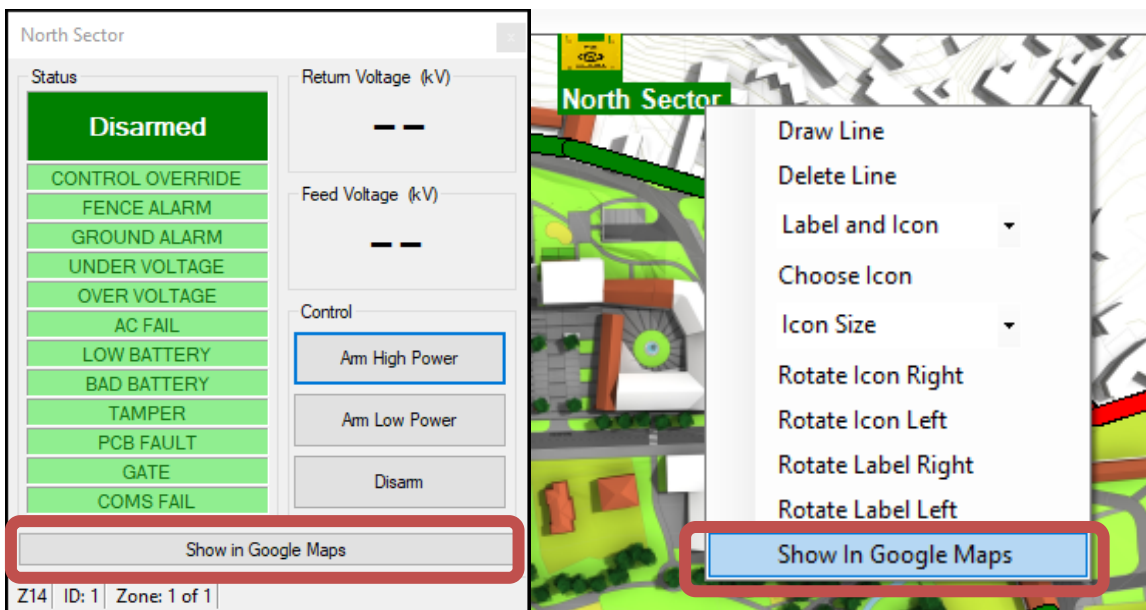 North Sector
x
Status
Disarmed
CONTROL OVERRIDE
FENCE ALARM
GROUND ALARM
UNDER VOLTAGE
OVER VOLTAGE
AC FAIL
LOW BATTERY
BAD BATTERY
TAMPER
PCB FAULT
GATE
COMS FAIL
Return Voltage (kV)
--
Feed Voltage (kV)
--
Control
Arm High Power
Arm Low Power
Disarm
Show in Google Maps
Z14 ID: 1 Zone: 1 of 1
North Sector
Draw Line
Delete Line
Label and Icon
Choose Icon
Icon Size
Rotate Icon Right
Rotate Icon Left
Rotate Label Right
Rotate Label Left
Show In Google Maps